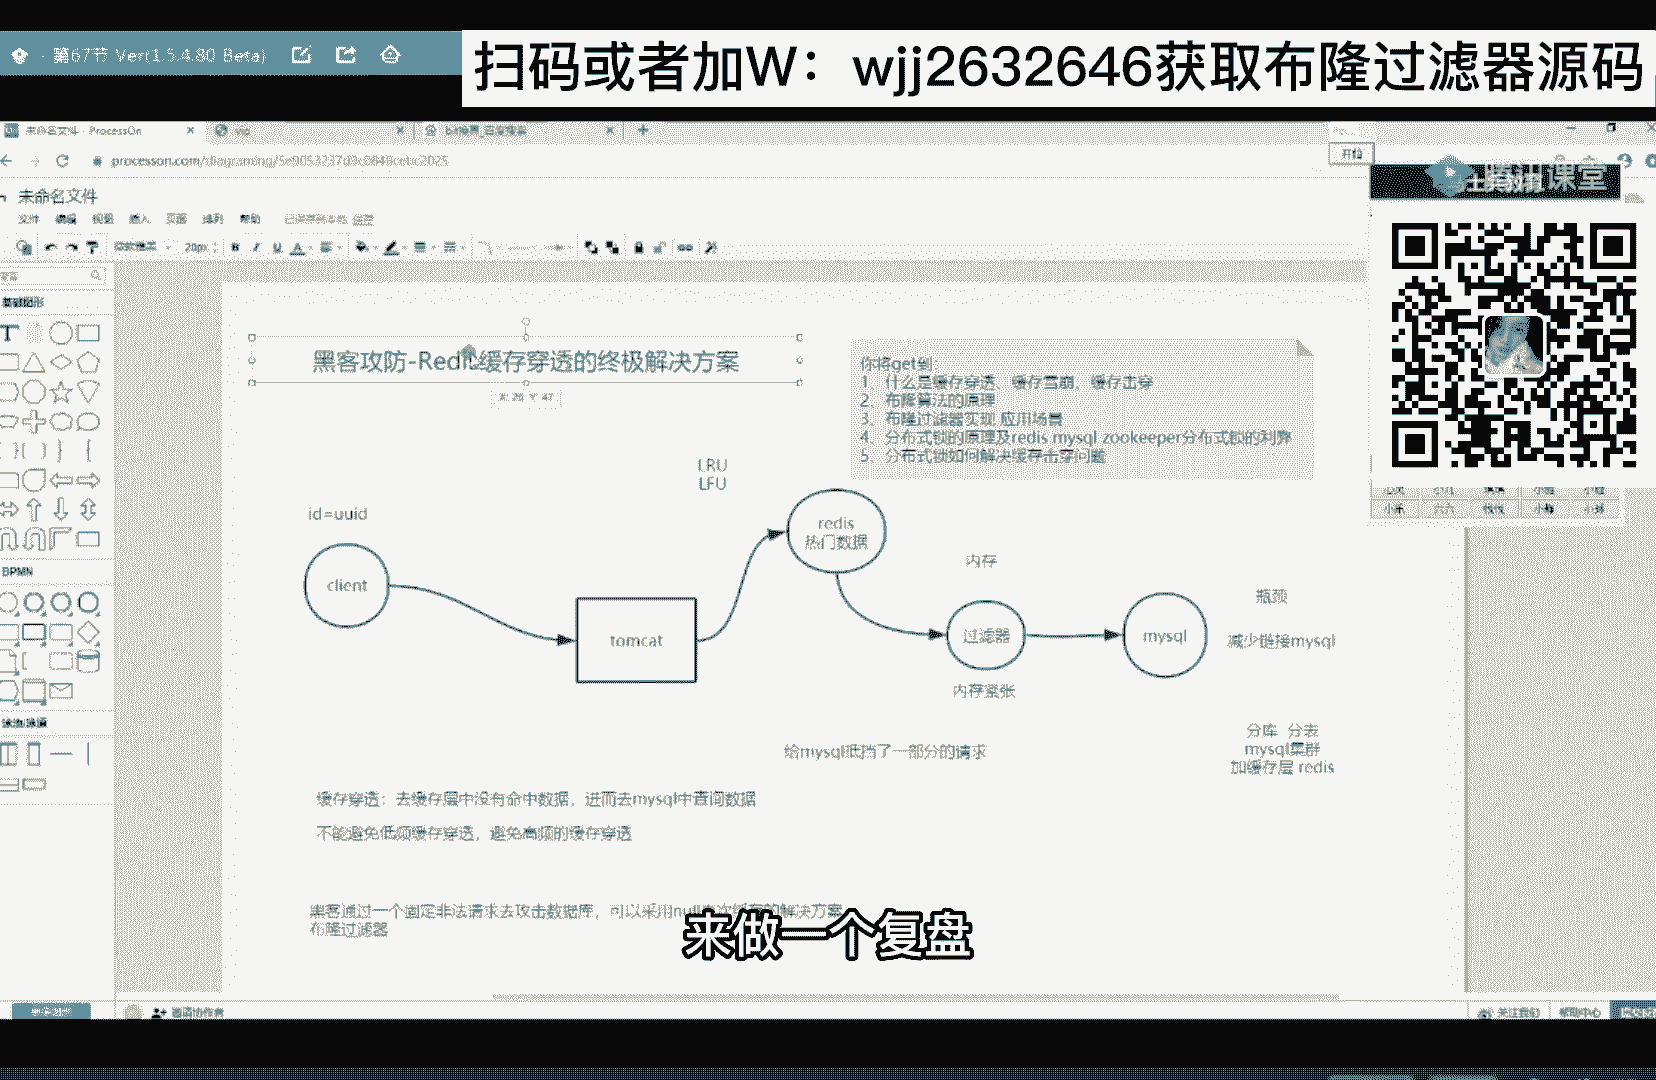 第67节 Ver(1.5.4.80 Beta)
扫码或者加W：wjj2632646获取布隆过滤器源码
未命名文件 - ProcessOn
vip
processon.com/diagraming/
开始
腾讯课堂
未命名文件
文件 编辑 视图 插入 页面 排列 帮助
20px
基础图形
黑客攻防-Redis缓存穿透的终极解决方案
X: 26 Y: 47
你将get到：
1、什么是缓存穿透、缓存雪崩、缓存击穿
2、布隆算法的原理
3、布隆过滤器实现 应用场景
4、分布式锁的原理及redis mysql zookeeper分布式锁的利弊
5、分布式锁如何解决缓存击穿问题
LRU
LFU
id=uuid
client
tomcat
redis
热门数据
内存
过滤器
内存紧张
mysql
瓶颈
减少链接mysql
分库 分表
mysql集群
加缓存层 redis
给mysql抵挡了一部分的请求
缓存穿透：去缓存层中没有命中数据，进而去mysql中查询数据
不能避免低频缓存穿透，避免高频的缓存穿透
BPMN
黑客通过一个固定非法请求去攻击数据库，可以采用null
的解决方案
布隆过滤器
来做一个复盘
邀请协作者
关注我们
帮助中心